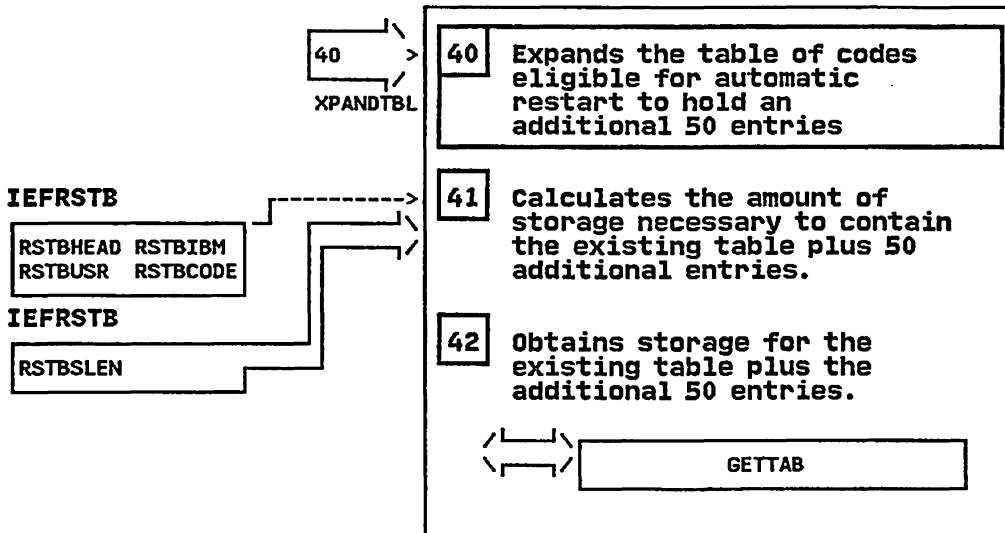 40
XPANDTBL
40 Expands the table of codes
eligible for automatic
restart to hold an
additional 50 entries
IEFRSTB
RSTBHEAD RSTBIBM
RSTBUSR RSTBCODE
41 Calculates the amount of
storage necessary to contain
the existing table plus 50
additional entries.
IEFRSTB
RSTBSLEN
42 Obtains storage for the
existing table plus the
additional 50 entries.
GETTAB